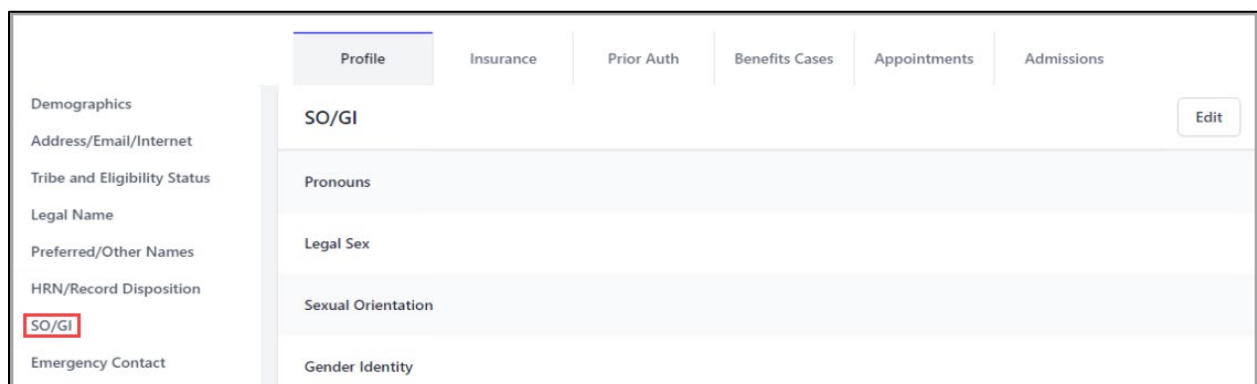 Profile Insurance Prior Auth Benefits Cases Appointments Admissions
Demographics
Address/Email/Internet
Tribe and Eligibility Status
Legal Name
Preferred/Other Names
HRN/Record Disposition
SO/GI
Emergency Contact
SO/GI Edit
Pronouns
Legal Sex
Sexual Orientation
Gender Identity